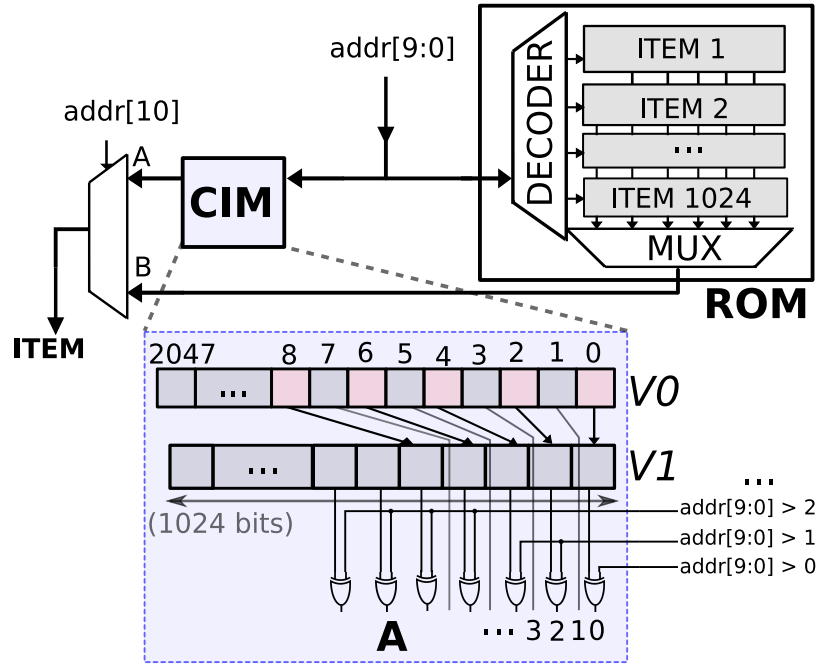 addr[9:0]
addr[10]
A
B
CIM
DECODER
ITEM 1
ITEM 2
...
ITEM 1024
MUX
ROM
ITEM
2047 8 7 6 5 4 3 2 1 0
... V0
... V1
(1024 bits)
...
addr[9:0] > 2
addr[9:0] > 1
addr[9:0] > 0
A ... 3 2 1 0